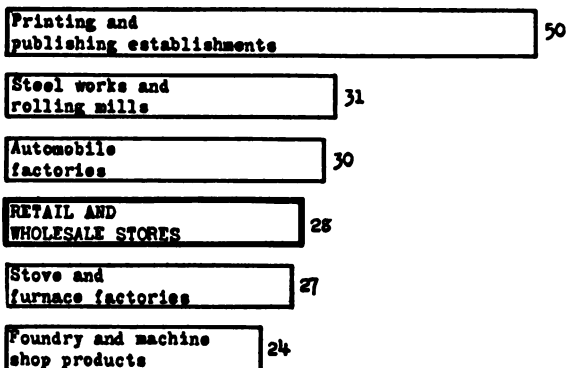 Printing and
publishing establishments
50
Steel works and
rolling mills
31
Automobile
factories
30
RETAIL AND
WHOLESALE STORES
28
Stove and
furnace factories
27
Foundry and machine
shop products
24